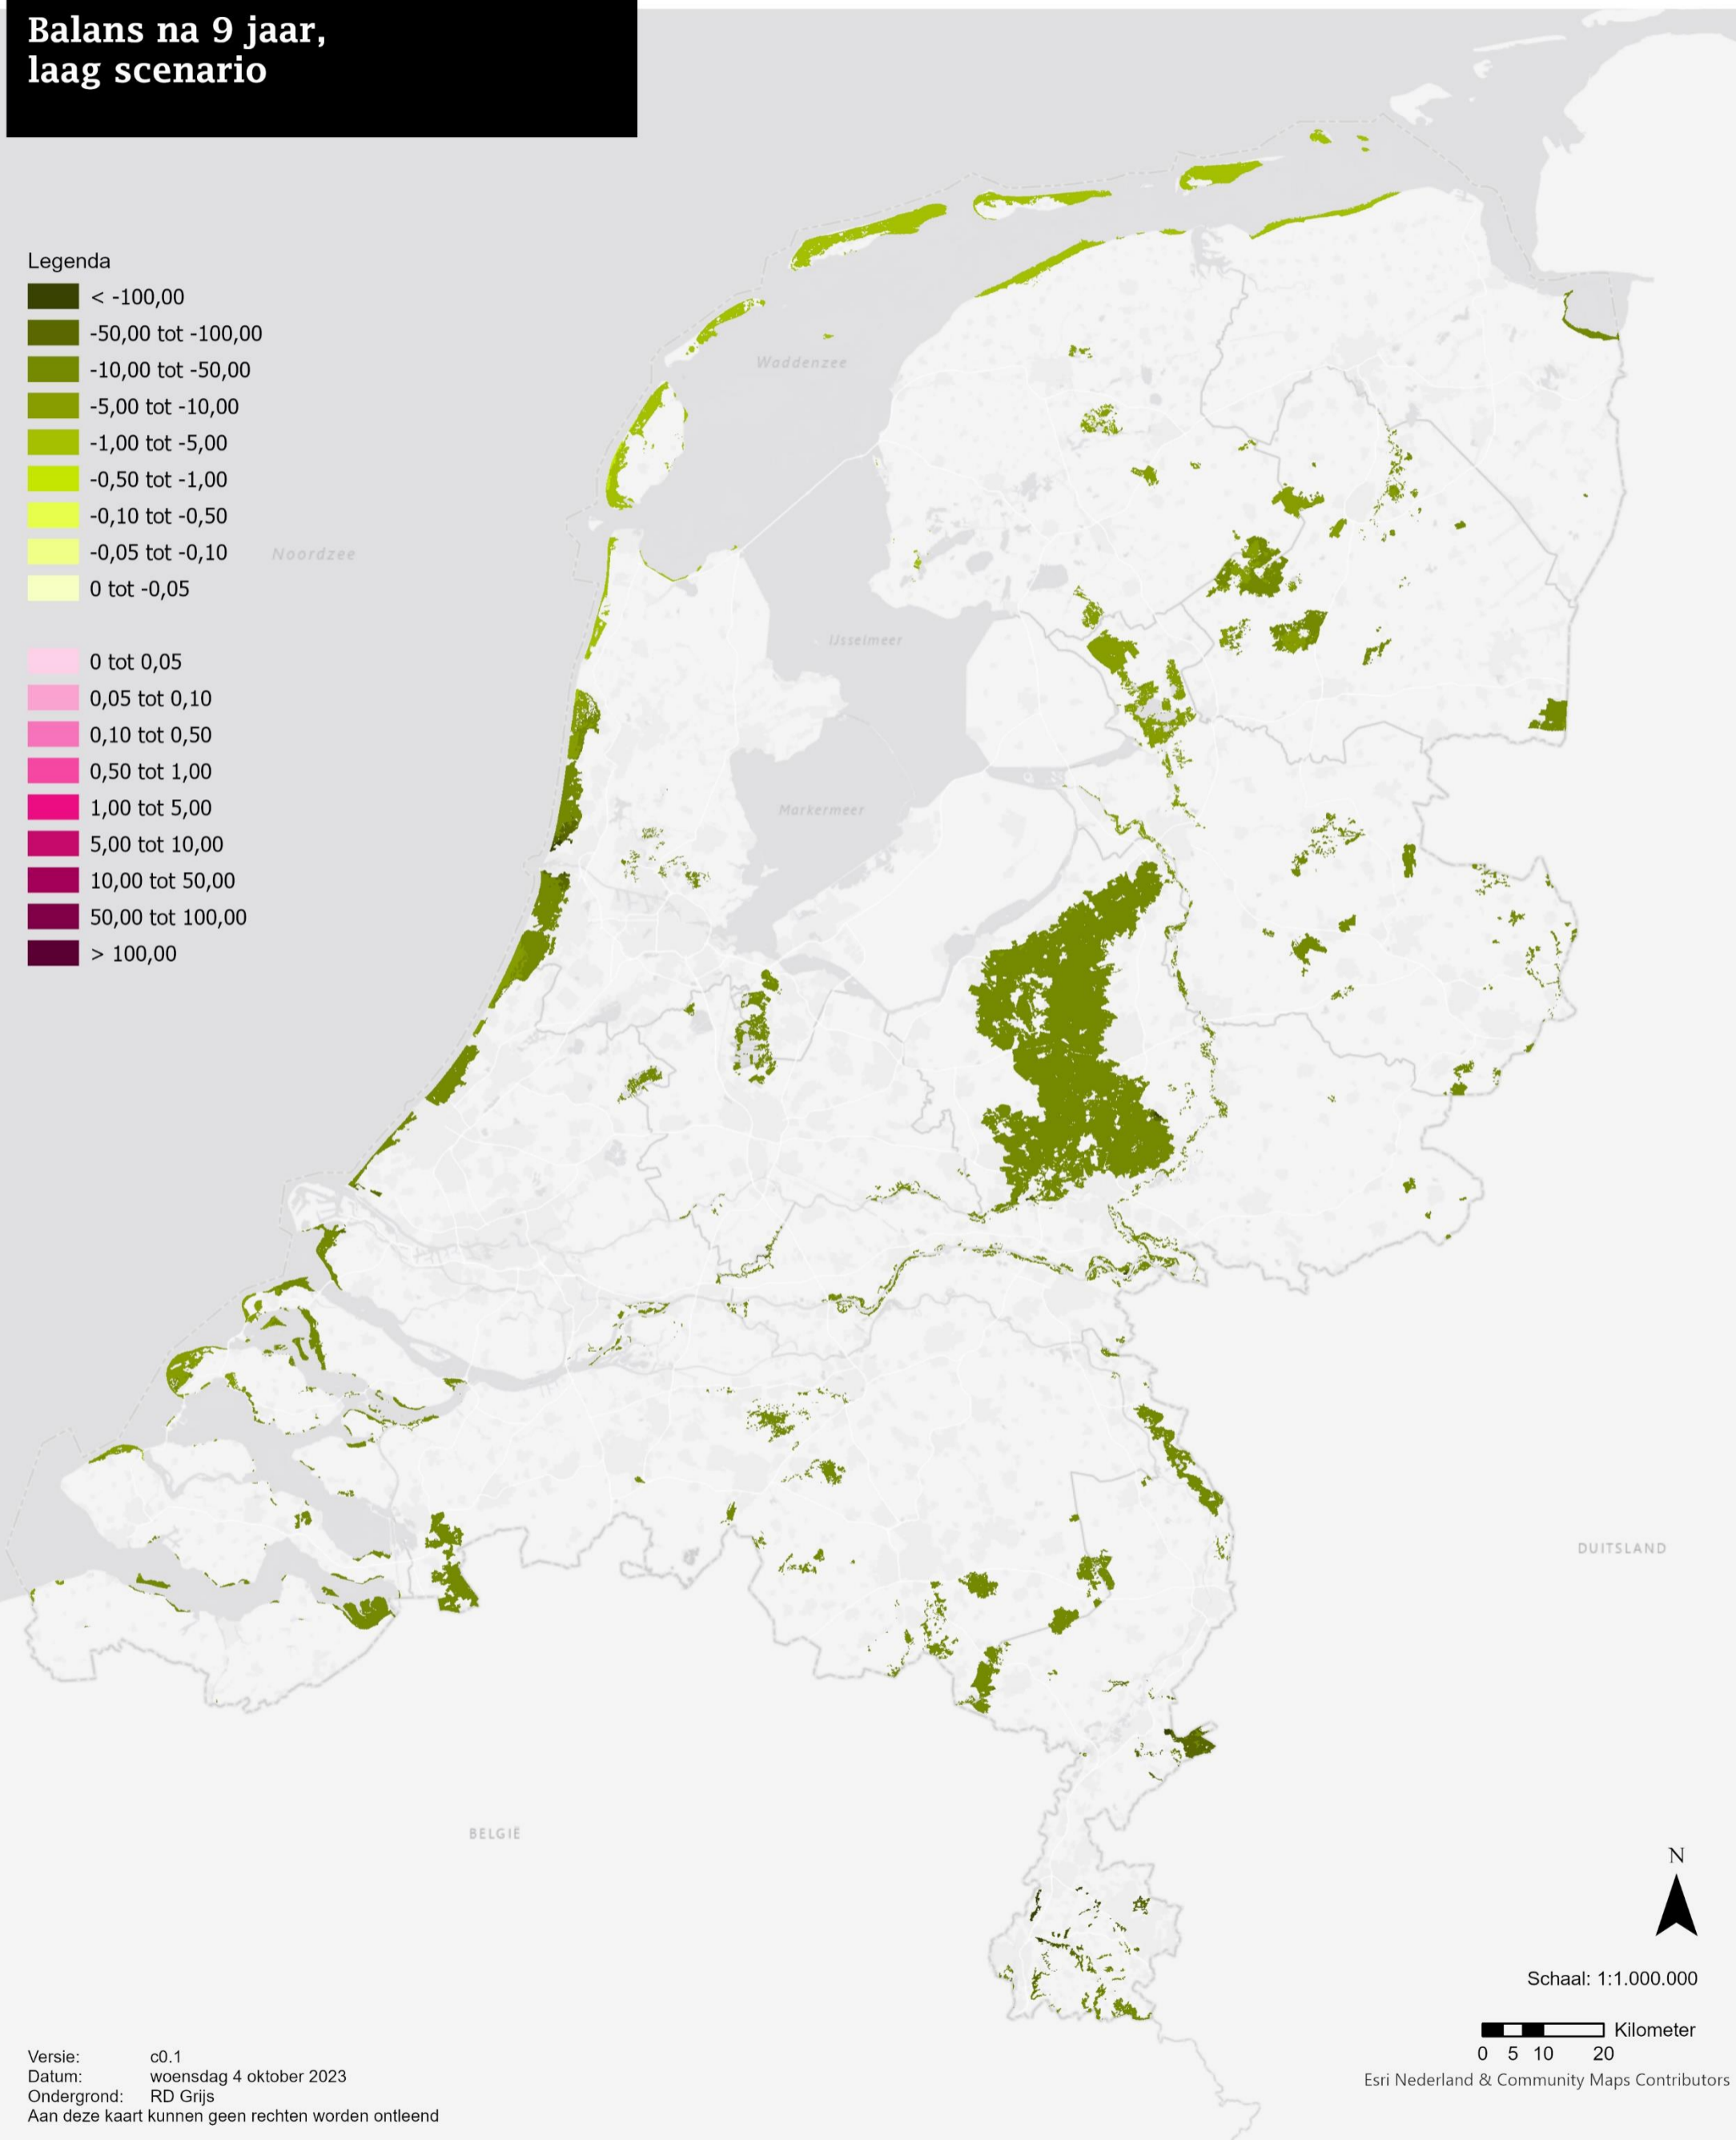 Balans na 9 jaar,
laag scenario
Legenda
< -100,00
-50,00 tot -100,00
-10,00 tot -50,00
-5,00 tot -10,00
-1,00 tot -5,00
-0,50 tot -1,00
-0,10 tot -0,50
-0,05 tot -0,10
0 tot -0,05
0 tot 0,05
0,05 tot 0,10
0,10 tot 0,50
0,50 tot 1,00
1,00 tot 5,00
5,00 tot 10,00
10,00 tot 50,00
50,00 tot 100,00
> 100,00
Waddenzee
Noordzee
IJsselmeer
Markermeer
DUITSLAND
BELGIË
N
Schaal: 1:1.000.000
Kilometer
0 5 10 20
Esri Nederland & Community Maps Contributors
Versie: c0.1
Datum: woensdag 4 oktober 2023
Ondergrond: RD Grijs
Aan deze kaart kunnen geen rechten worden ontleend